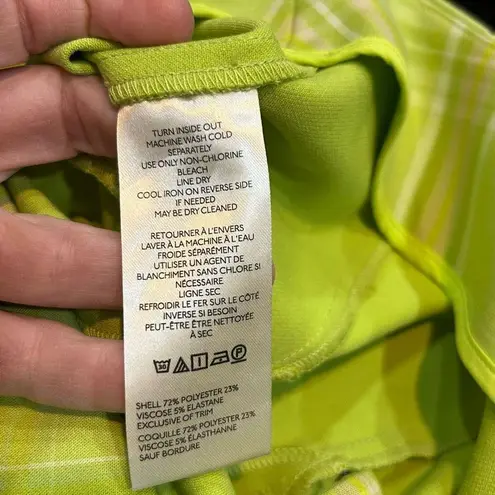 TURN INSIDE OUT
MACHINE WASH COLD
SEPARATELY
USE ONLY NON-CHLORINE
BLEACH
LINE DRY
COOL IRON ON REVERSE SIDE
IF NEEDED
MAY BE DRY CLEANED
RETOURNER À L'ENVERS
LAVER À LA MACHINE À L'EAU
FROIDE SÉPARÉMENT
UTILISER UN AGENT DE
BLANCHIMENT SANS CHLORE SI
NÉCESSAIRE
LIGNE SEC
REFROIDIR LE FER SUR LE CÔTÉ
INVERSE SI BESOIN
PEUT-ÊTRE ÊTRE NETTOYÉE
À SEC
30 P
SHELL 72% POLYESTER 23%
VISCOSE 5% ELASTANE
EXCLUSIVE OF TRIM
COQUILLE 72% POLYESTER 23%
VISCOSE 5% ÉLASTHANNE
SAUF BORDURE